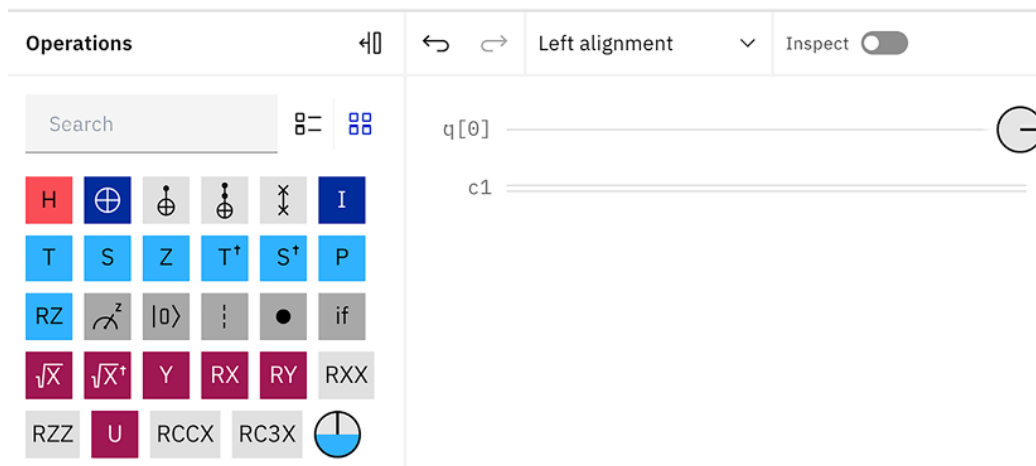 Operations
Left alignment
Inspect
Search
q[0]
c1
H I
T S Z T† S† P
RZ z |0⟩ if
√X √X† Y RX RY RXX
RZZ U RCCX RC3X